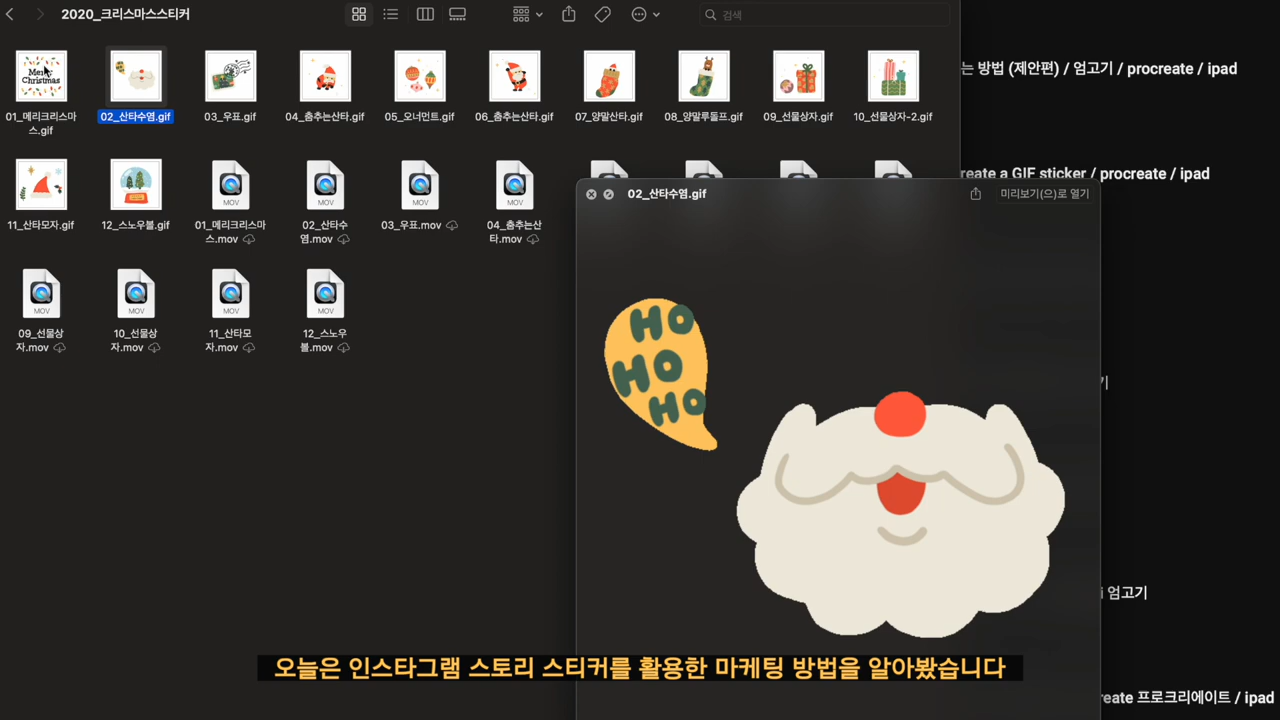 2020_크리스마스스티커
검색
Merry
Christmas
01_메리크리스마
스.gif
02_산타수염.gif
03_우표.gif
04_춤추는산타.gif
05_오너먼트.gif
06_춤추는산타.gif
07_양말산타.gif
08_양말루돌프.gif
09_선물상자.gif
10_선물상자-2.gif
는 방법 (제안편) / 엄고기 / procreate / ipad
reate a GIF sticker / procreate / ipad
11_산타모자.gif
12_스노우볼.gif
MOV
01_메리크리스마
스.mov
MOV
02_산타수
염.mov
MOV
03_우표.mov
MOV
04_춤추는산
타.mov
02_산타수염.gif
미리보기(으)로 열기
MOV
09_선물상
자.mov
MOV
10_선물상
자.mov
MOV
11_산타모
자.mov
MOV
12_스노우
볼.mov
HO
HO
HO
기
i 엄고기
오늘은 인스타그램 스토리 스티커를 활용한 마케팅 방법을 알아봤습니다
create 프로크리에이트 / ipad